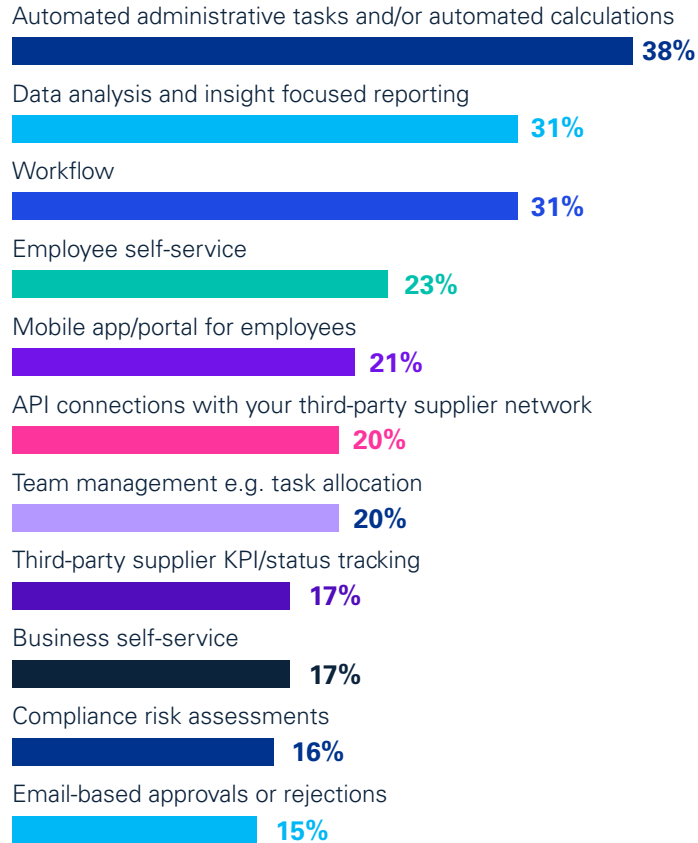 Automated administrative tasks and/or automated calculations
38%
Data analysis and insight focused reporting
31%
Workflow
31%
Employee self-service
23%
Mobile app/portal for employees
21%
API connections with your third-party supplier network
20%
Team management e.g. task allocation
20%
Third-party supplier KPI/status tracking
17%
Business self-service
17%
Compliance risk assessments
16%
Email-based approvals or rejections
15%